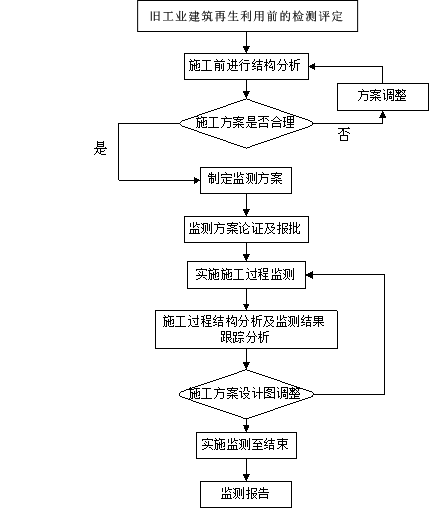 旧工业建筑再生利用前的检测评定
施工前进行结构分析
方案调整
施工方案是否合理
否
是
制定监测方案
监测方案论证及报批
实施施工过程监测
施工过程结构分析及监测结果
跟踪分析
施工方案设计图调整
实施监测至结束
监测报告